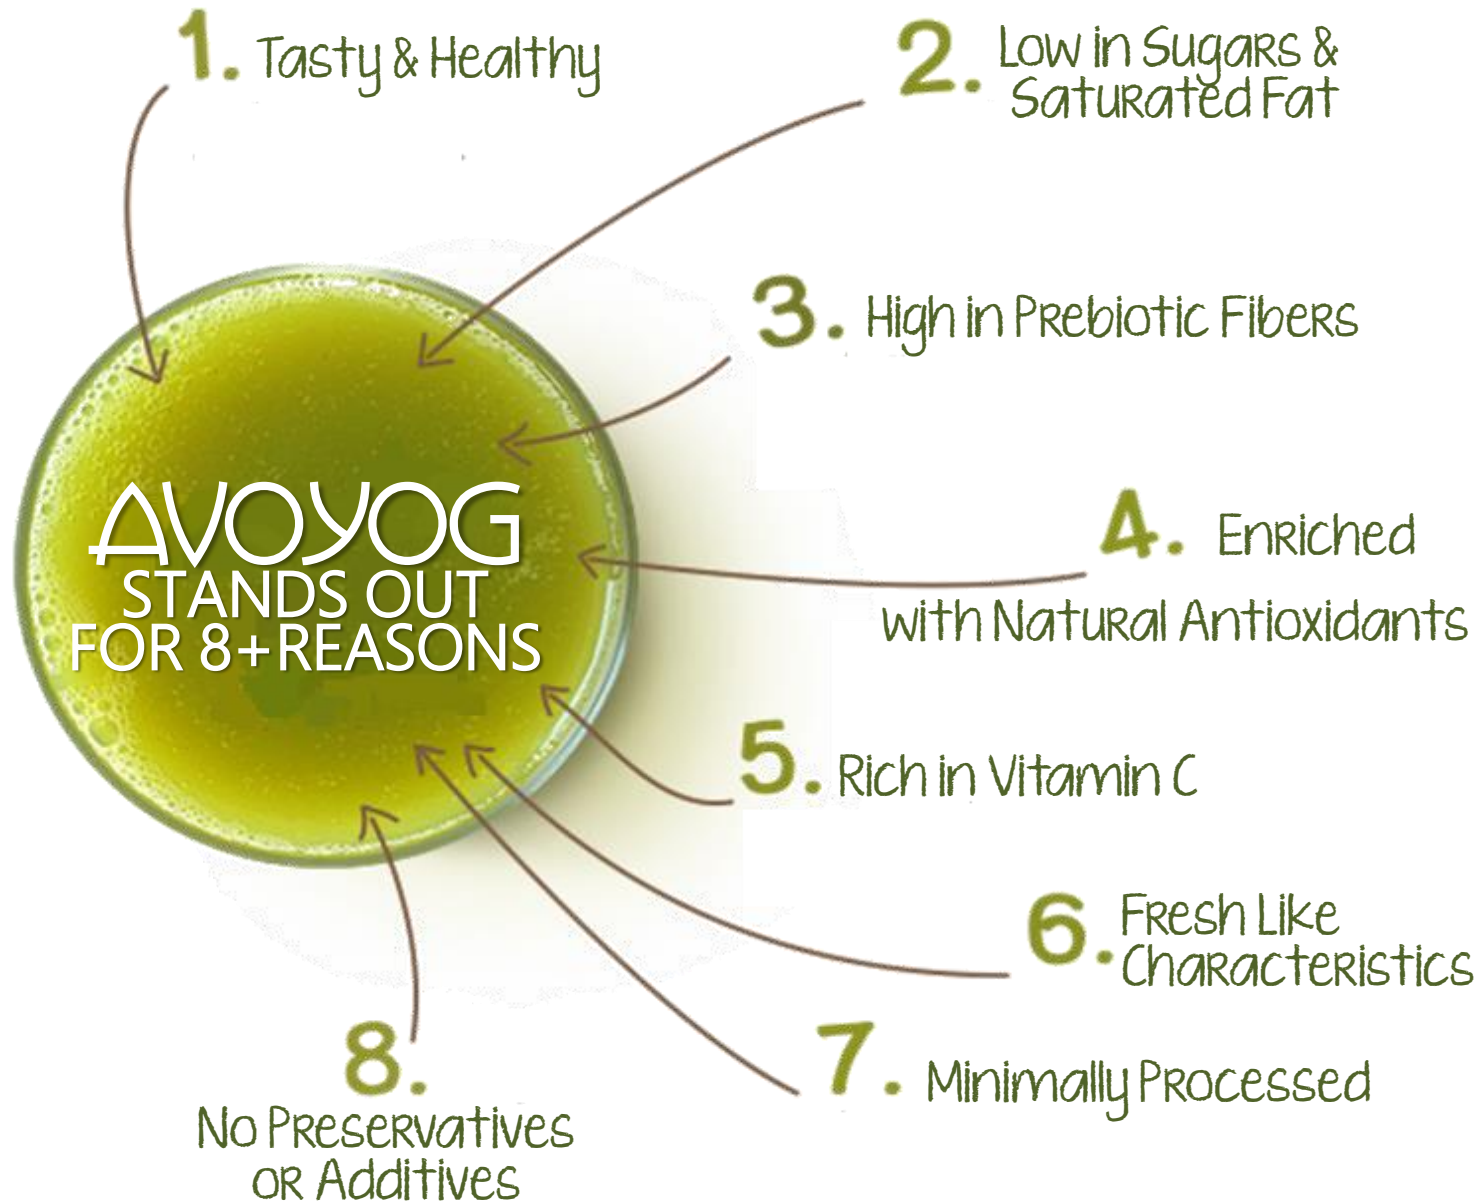 1. Tasty & Healthy
2. Low in Sugars &
Saturated Fat
3. High in Prebiotic Fibers
AVOYOG
STANDS OUT
FOR 8+REASONS
4. Enriched
with Natural Antioxidants
5. Rich in Vitamin C
6. Fresh Like
Characteristics
7. Minimally Processed
8.
No Preservatives
or Additives